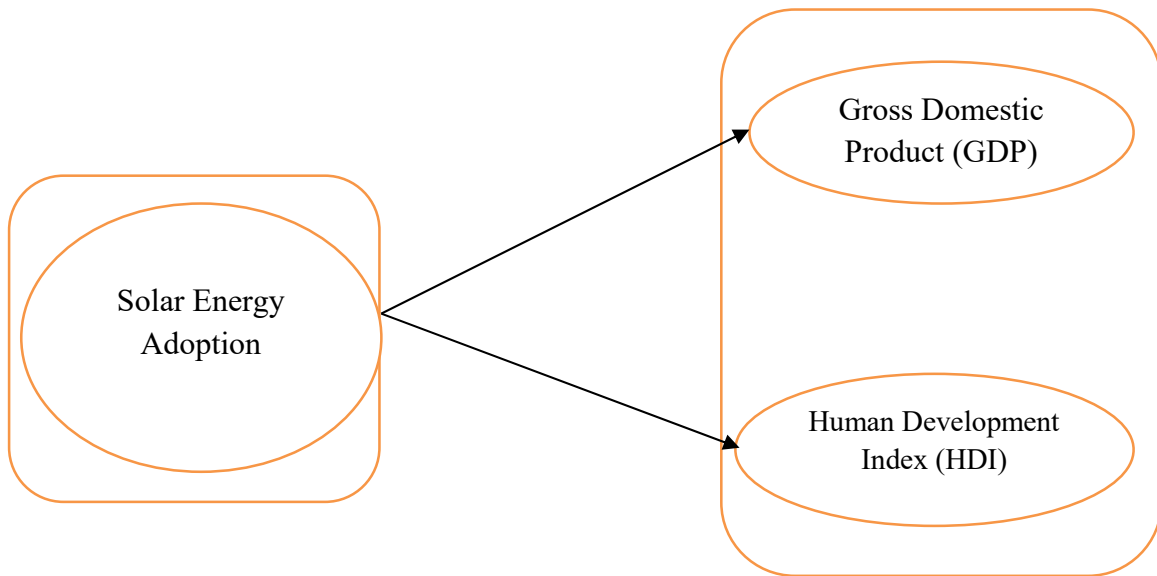 Gross Domestic
Product (GDP)
Solar Energy
Adoption
Human Development
Index (HDI)